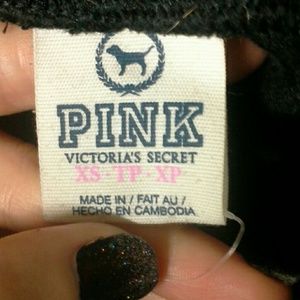 PINK
VICTORIA'S SECRET
XS · TP · XP
MADE IN / FAIT AU /
HECHO EN CAMBODIA